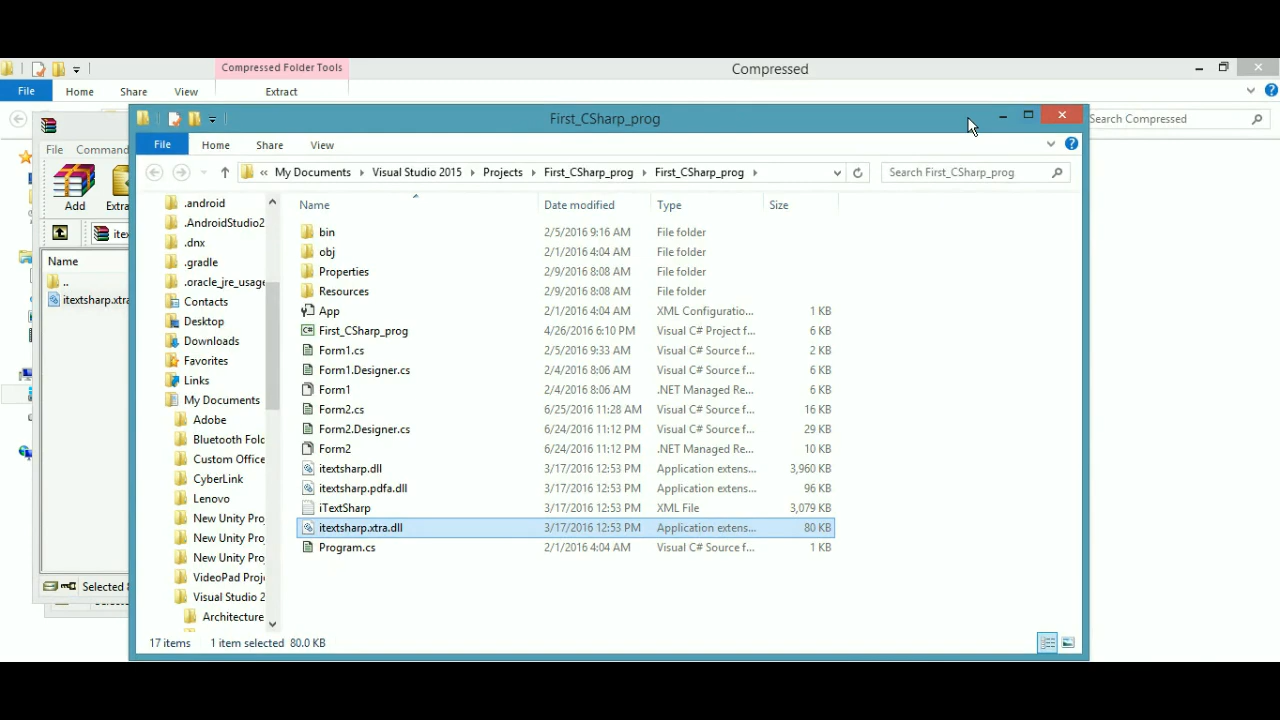 Compressed Folder Tools
Compressed
File
Home
Share
View
Extract
Search Compressed
First_CSharp_prog
File
Home
Share
View
« My Documents Visual Studio 2015 Projects First_CSharp_prog First_CSharp_prog
Search First_CSharp_prog
File Command
Add Extra
itex
Name
..
itextsharp.xtra
Selected 8
.android
.AndroidStudio2
.dnx
.gradle
.oracle_jre_usage
Contacts
Desktop
Downloads
Favorites
Links
My Documents
Adobe
Bluetooth Fold
Custom Office
CyberLink
Lenovo
New Unity Proj
New Unity Proj
New Unity Proj
VideoPad Proje
Visual Studio 2
Architecture
Name Date modified Type Size
bin 2/5/2016 9:16 AM File folder
obj 2/1/2016 4:04 AM File folder
Properties 2/9/2016 8:08 AM File folder
Resources 2/9/2016 8:08 AM File folder
App 2/1/2016 4:04 AM XML Configuratio... 1 KB
First_CSharp_prog 4/26/2016 6:10 PM Visual C# Project f... 6 KB
Form1.cs 2/5/2016 9:33 AM Visual C# Source f... 2 KB
Form1.Designer.cs 2/4/2016 8:06 AM Visual C# Source f... 6 KB
Form1 2/4/2016 8:06 AM .NET Managed Re... 6 KB
Form2.cs 6/25/2016 11:28 AM Visual C# Source f... 16 KB
Form2.Designer.cs 6/24/2016 11:12 PM Visual C# Source f... 29 KB
Form2 6/24/2016 11:12 PM .NET Managed Re... 10 KB
itextsharp.dll 3/17/2016 12:53 PM Application extens... 3,960 KB
itextsharp.pdfa.dll 3/17/2016 12:53 PM Application extens... 96 KB
iTextSharp 3/17/2016 12:53 PM XML File 3,079 KB
itextsharp.xtra.dll 3/17/2016 12:53 PM Application extens... 80 KB
Program.cs 2/1/2016 4:04 AM Visual C# Source f... 1 KB
17 items 1 item selected 80.0 KB